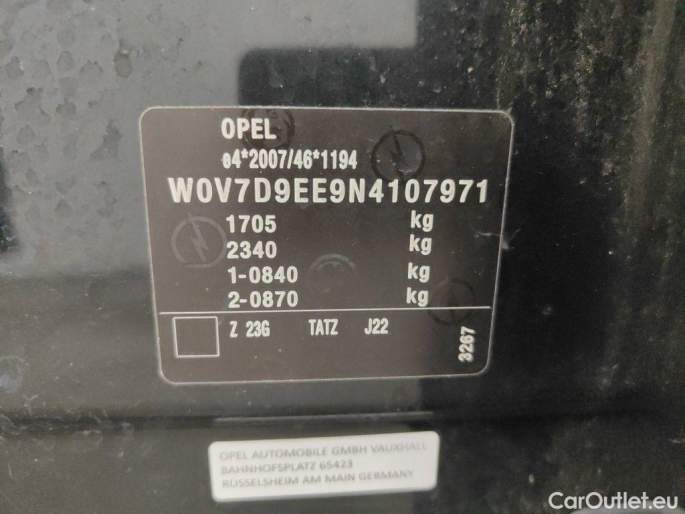 OPEL
e4*2007/46*1194
W0V7D9EE9N4107971
1705 kg
2340 kg
1-0840 kg
2-0870 kg
Z 23G TATZ J22
3267
OPEL AUTOMOBILE GMBH VAUXHALL
BAHNHOFSPLATZ 65423
RÜSSELSHEIM AM MAIN GERMANY
CarOutlet.eu